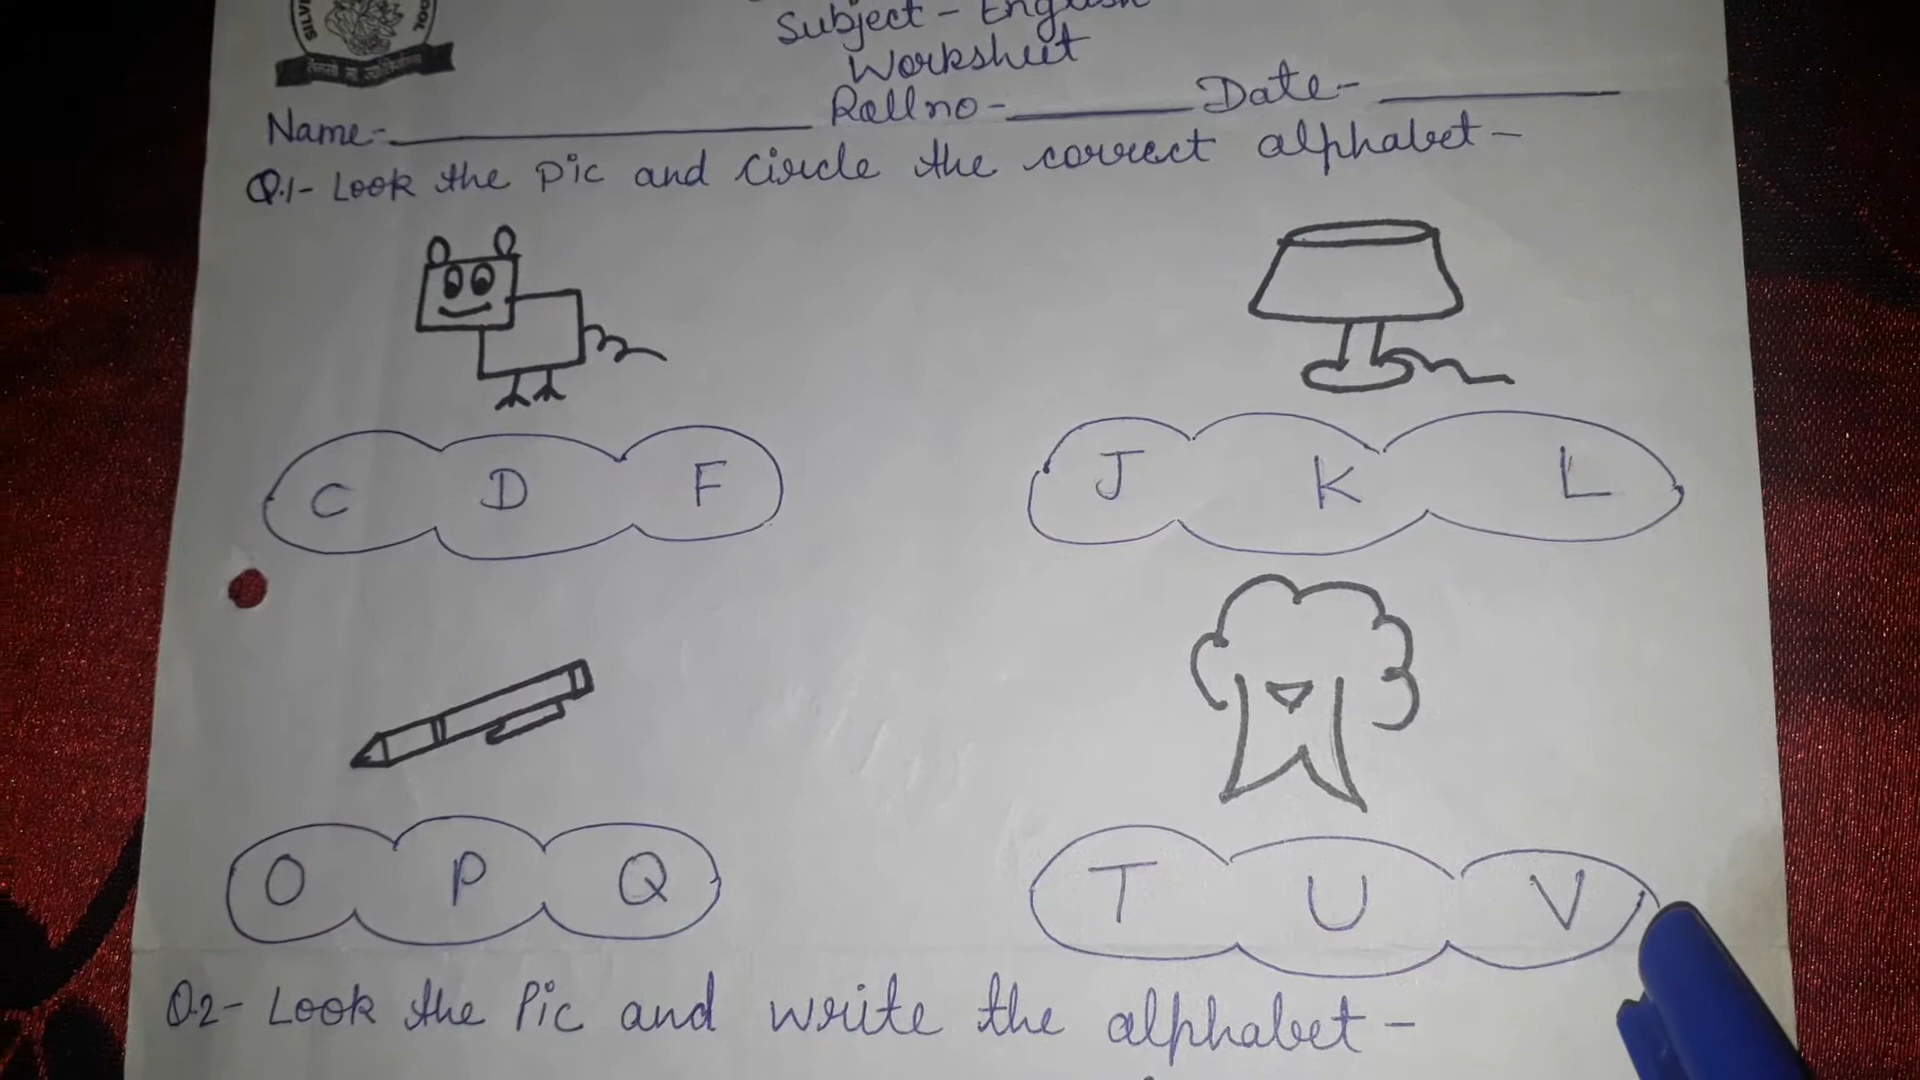 Subject - English
Worksheet
Name:- Roll no - Date -
Q.1- Look the pic and circle the correct alphabet -
C D F
J K L
O P Q
T U V
Q.2- Look the Pic and write the alphabet -